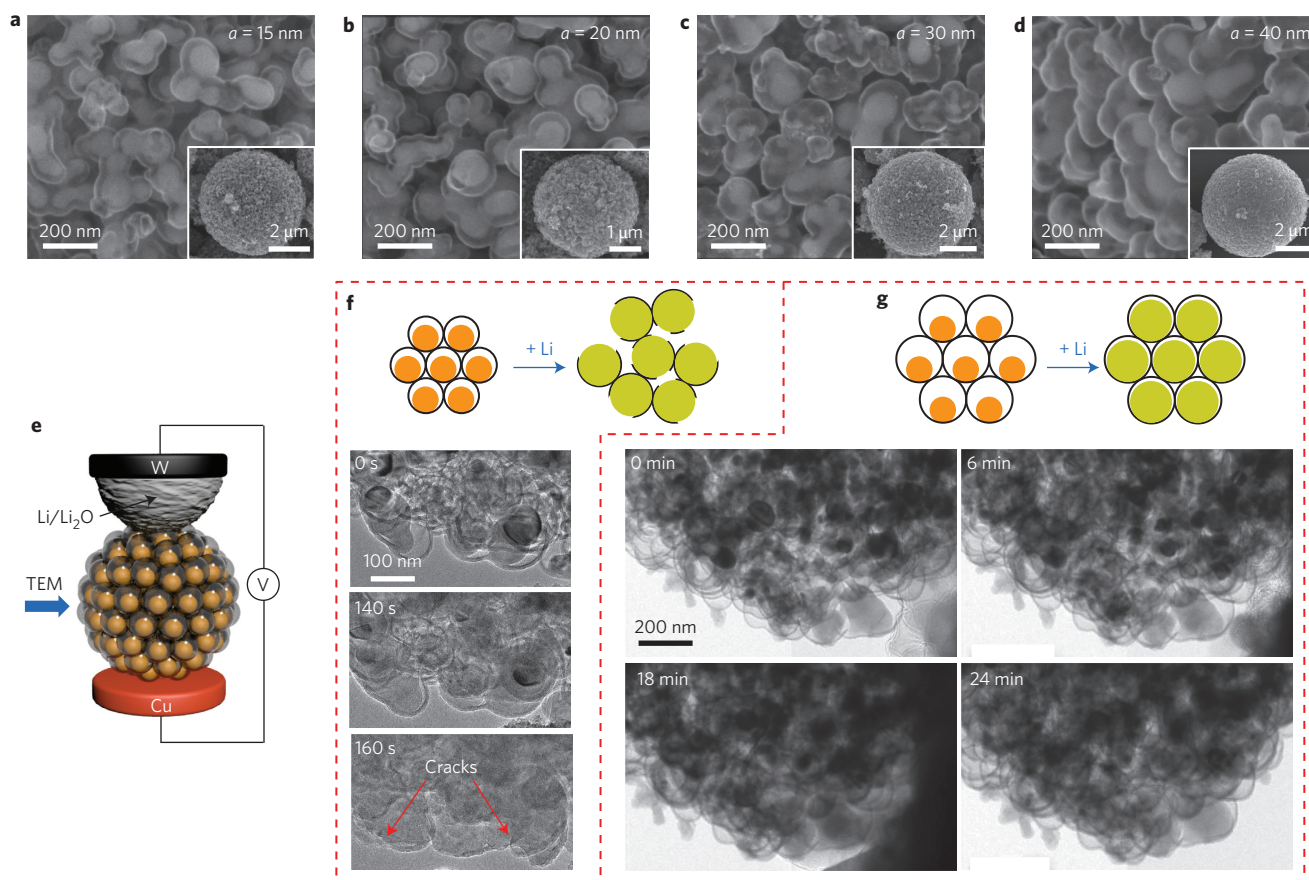 a
a = 15 nm
200 nm
2 μm
b
a = 20 nm
200 nm
1 μm
c
a = 30 nm
200 nm
2 μm
d
a = 40 nm
200 nm
2 μm
e
W
Li/Li₂O
TEM
V
Cu
f
+ Li
0 s
100 nm
140 s
160 s
Cracks
g
+ Li
0 min
200 nm
6 min
18 min
24 min